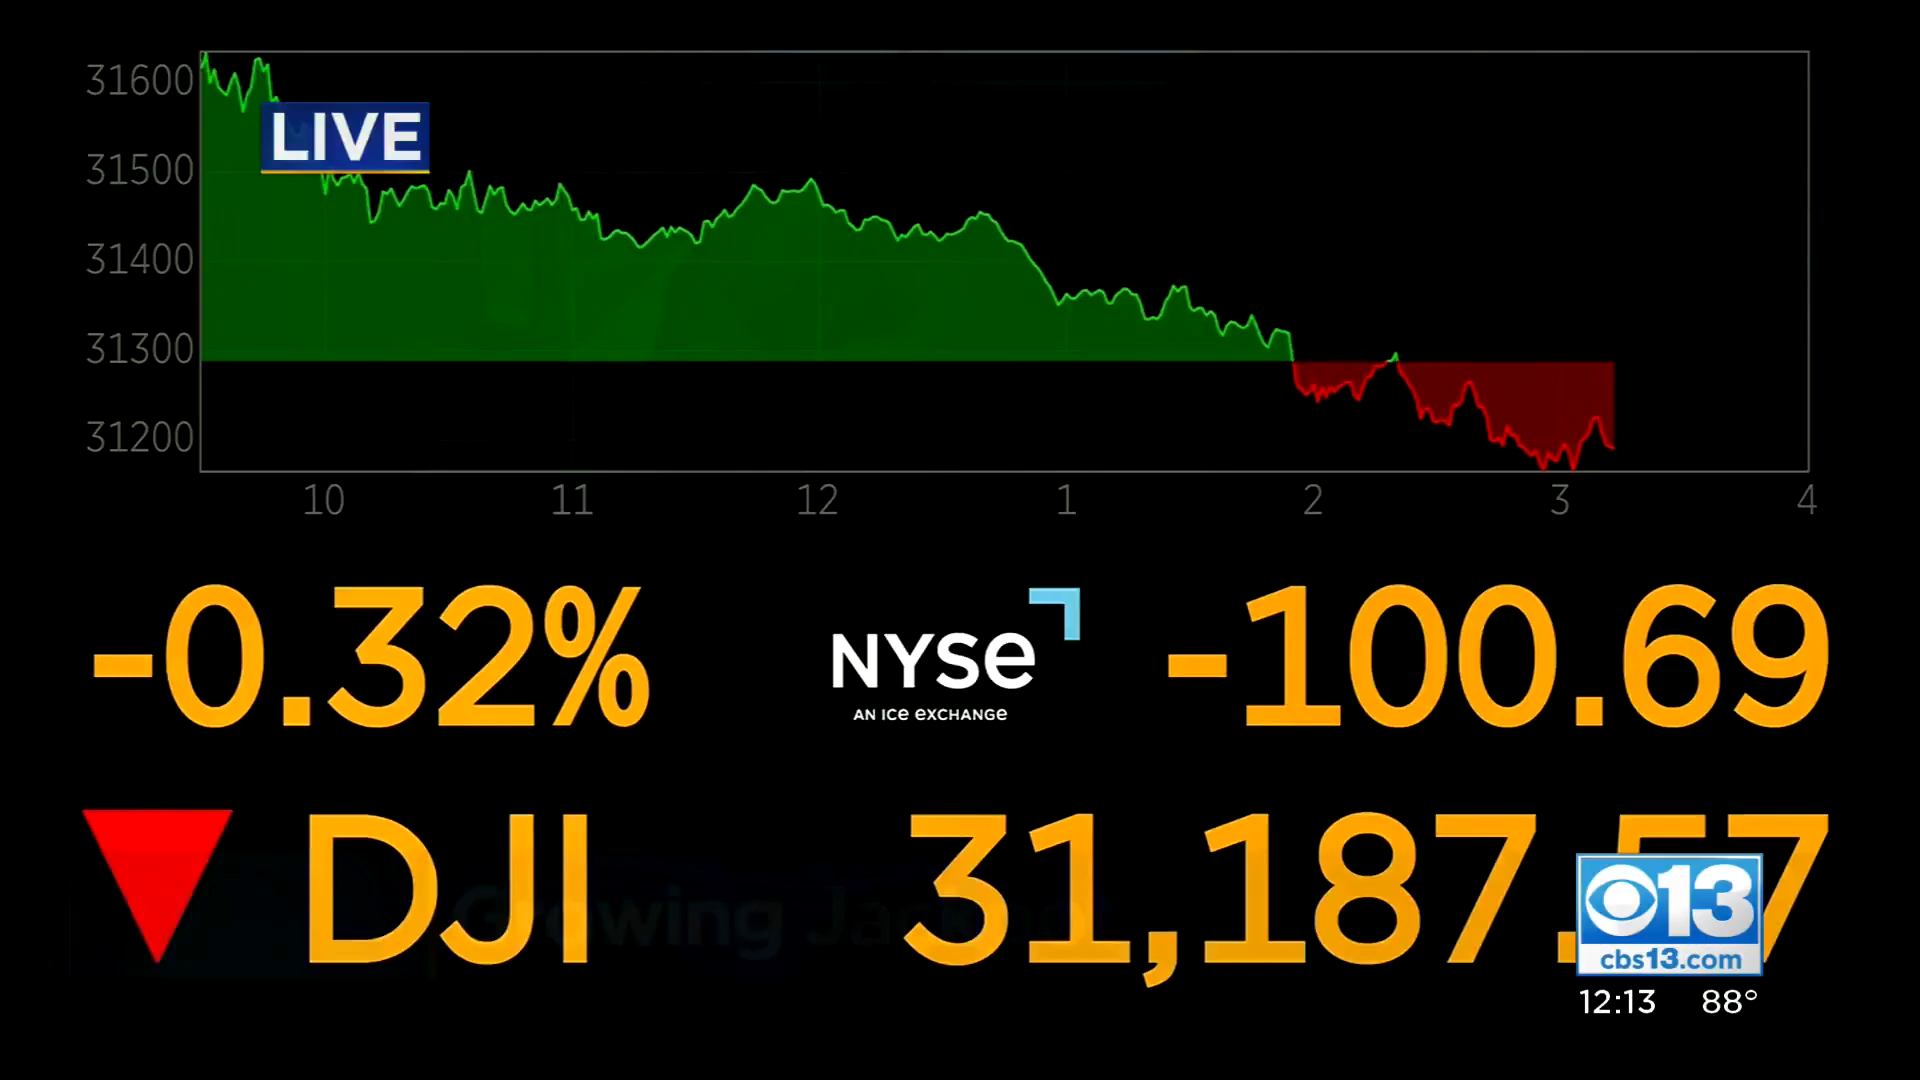 31600
LIVE
31500
31400
31300
31200
10 11 12 1 2 3 4
-0.32% NYSE -100.69
AN ICE EXCHANGE
DJI 31,187.57
Growing
13
cbs13.com
12:13 88°